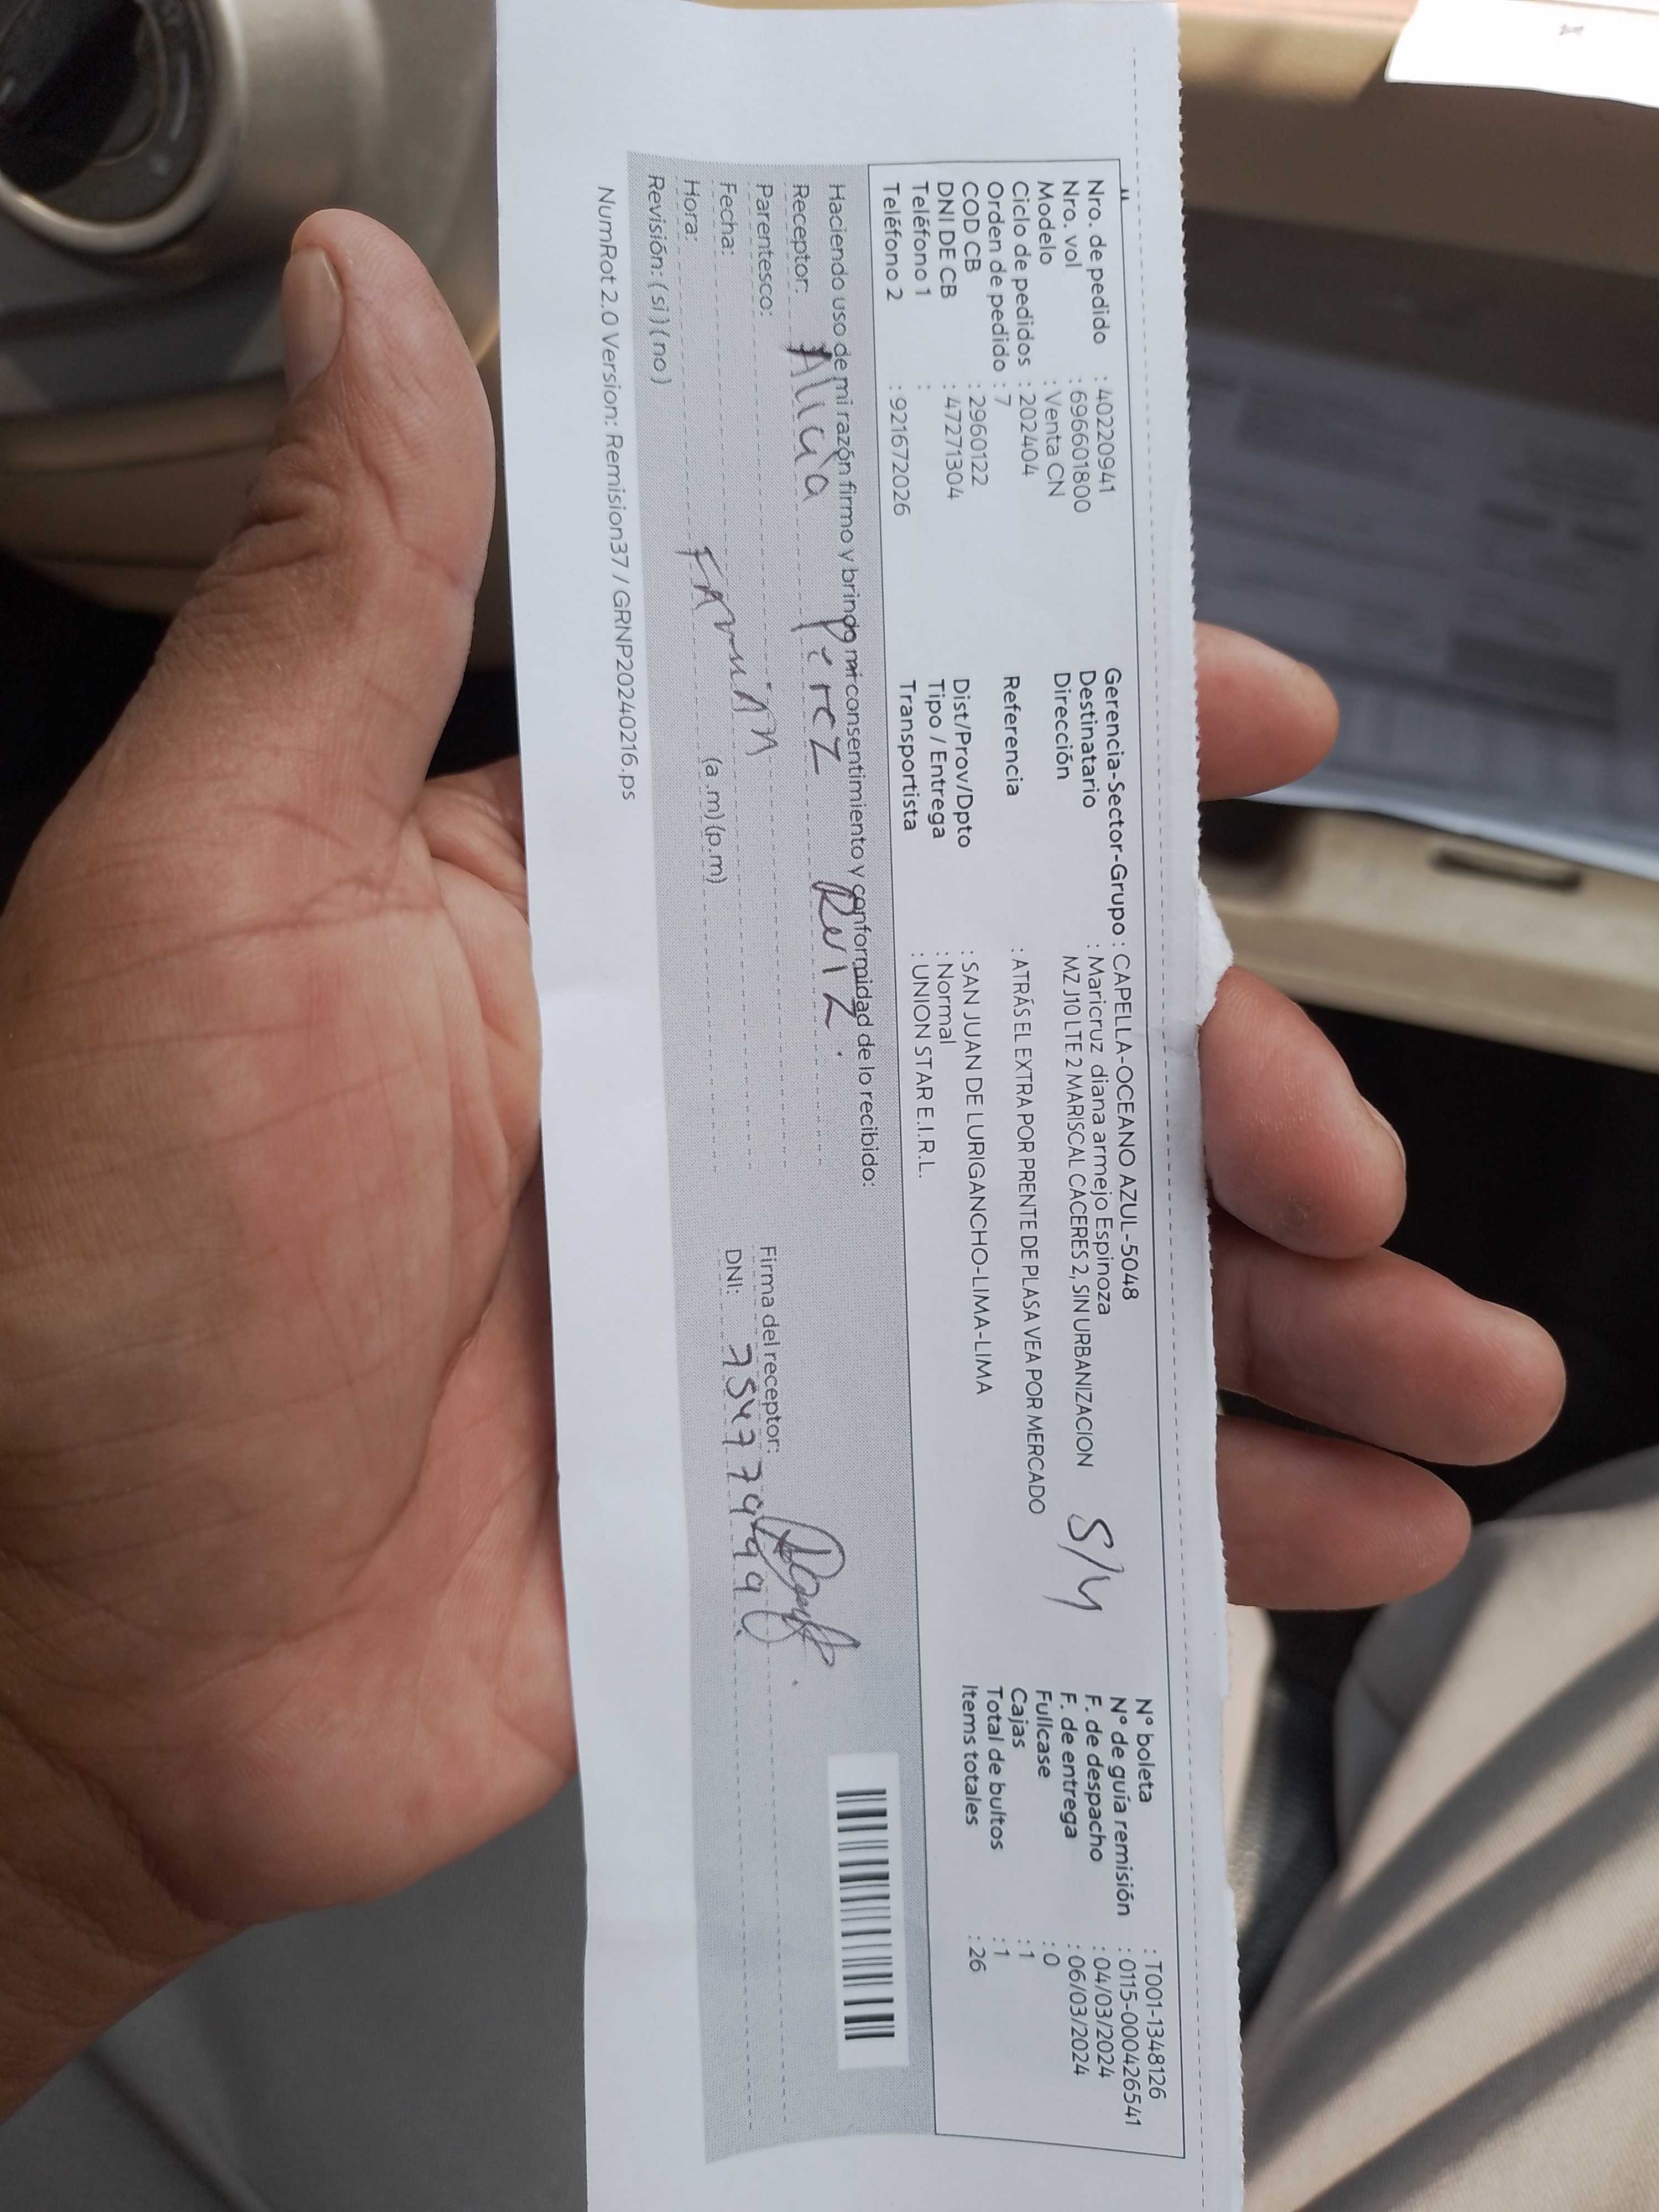 Nro. de pedido : 40220941
Nro. vol : 696601800
Modelo : Venta CN
Ciclo de pedidos : 202404
Orden de pedido : 7
COD CB : 2960122
DNI DE CB : 47271304
Teléfono 1 :
Teléfono 2 : 921672026
Gerencia-Sector-Grupo : CAPELLA-OCEANO AZUL-5048
Destinatario : Maricruz diana armejo Espinoza
Dirección : MZ J10 LTE 2 MARISCAL CACERES 2, SIN URBANIZACION
S/Y
Referencia : ATRÁS EL EXTRA POR PRENTE DE PLASA VEA POR MERCADO
Dist/Prov/Dpto : SAN JUAN DE LURIGANCHO-LIMA-LIMA
Tipo / Entrega : Normal
Transportista : UNION STAR E.I.R.L.
N° boleta : T001-1348126
N° de guía remisión : 0115-000426541
F. de despacho : 04/03/2024
F. de entrega : 06/03/2024
Fullcase : 0
Cajas : 1
Total de bultos : 1
Items totales : 26
Haciendo uso de mi razón firmo y bringo mi consentimiento y conformidad de lo recibido:
Receptor: Alicia Perez Ruiz
Parentesco:
Fecha:
Hora: (a .m) (p.m)
Revisión: ( si ) ( no )
Firma del receptor:
DNI:
NumRot 2.0 Version: Remision37 / GRNP20240216.ps